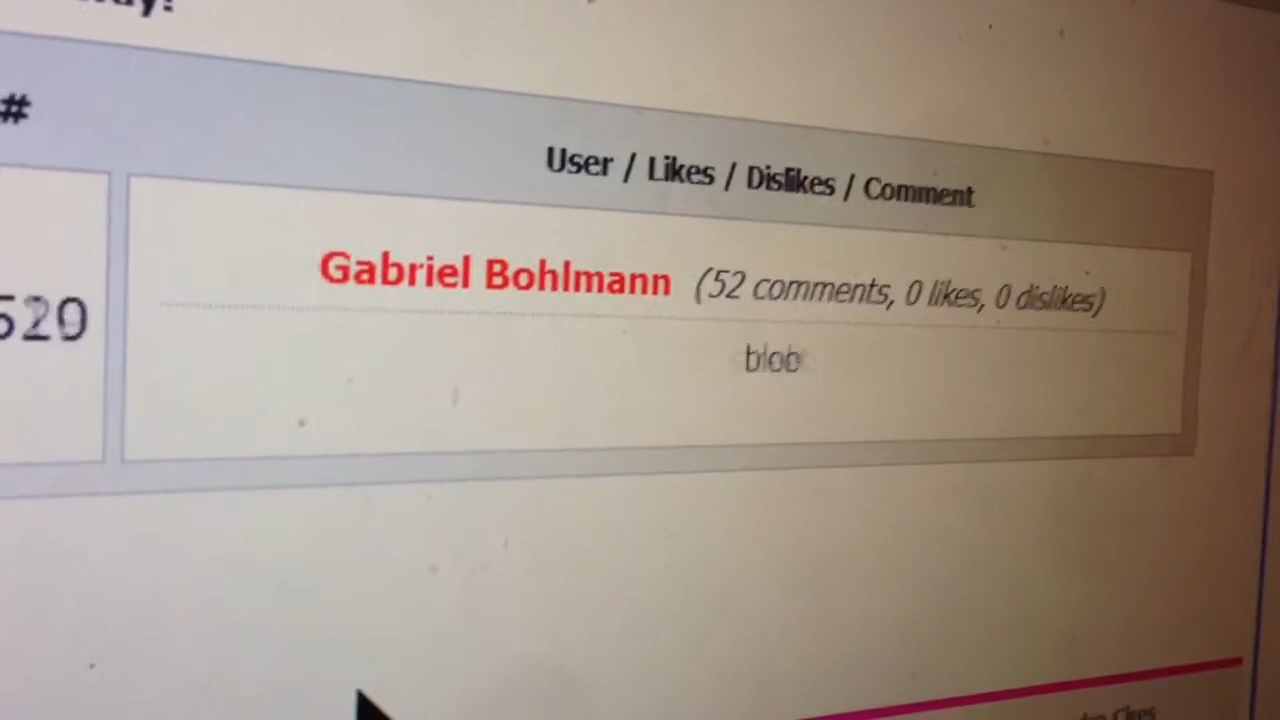 #
User / Likes / Dislikes / Comment
520
Gabriel Bohlmann (52 comments, 0 likes, 0 dislikes)
blob